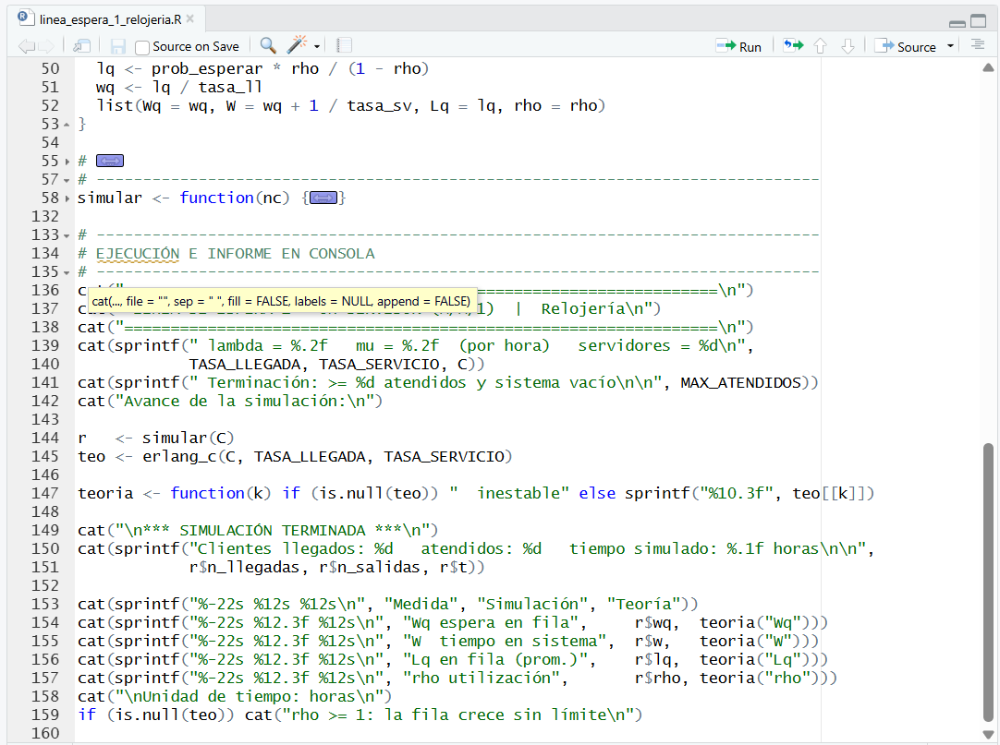 linea_espera_1_relojeria.R
Source on Save
Run
Source
50 lq <- prob_esperar * rho / (1 - rho)
51 wq <- lq / tasa_ll
52 list(Wq = wq, W = wq + 1 / tasa_sv, Lq = lq, rho = rho)
53 }
54
55 #
57 # ------------------------------------------------------------------------------
58 simular <- function(nc) {}
132
133 # ------------------------------------------------------------------------------
134 # EJECUCIÓN E INFORME EN CONSOLA
135 # ------------------------------------------------------------------------------
136 ==========================\n")
cat(..., file = "", sep = " ", fill = FALSE, labels = NULL, append = FALSE)
137 | Relojería\n")
138 cat("================================================================\n")
139 cat(sprintf(" lambda = %.2f   mu = %.2f  (por hora)   servidores = %d\n",
140 TASA_LLEGADA, TASA_SERVICIO, C))
141 cat(sprintf(" Terminación: >= %d atendidos y sistema vacío\n\n", MAX_ATENDIDOS))
142 cat("Avance de la simulación:\n")
143
144 r   <- simular(C)
145 teo <- erlang_c(C, TASA_LLEGADA, TASA_SERVICIO)
146
147 teoria <- function(k) if (is.null(teo)) "  inestable" else sprintf("%10.3f", teo[[k]])
148
149 cat("\n*** SIMULACIÓN TERMINADA ***\n")
150 cat(sprintf("Clientes llegados: %d   atendidos: %d   tiempo simulado: %.1f horas\n\n",
151 r$n_llegadas, r$n_salidas, r$t))
152
153 cat(sprintf("%-22s %12s %12s\n", "Medida", "Simulación", "Teoría"))
154 cat(sprintf("%-22s %12.3f %12s\n", "Wq espera en fila",     r$wq,  teoria("Wq")))
155 cat(sprintf("%-22s %12.3f %12s\n", "W  tiempo en sistema",  r$w,   teoria("W")))
156 cat(sprintf("%-22s %12.3f %12s\n", "Lq en fila (prom.)",    r$lq,  teoria("Lq")))
157 cat(sprintf("%-22s %12.3f %12s\n", "rho utilización",       r$rho, teoria("rho")))
158 cat("\nUnidad de tiempo: horas\n")
159 if (is.null(teo)) cat("rho >= 1: la fila crece sin límite\n")
160